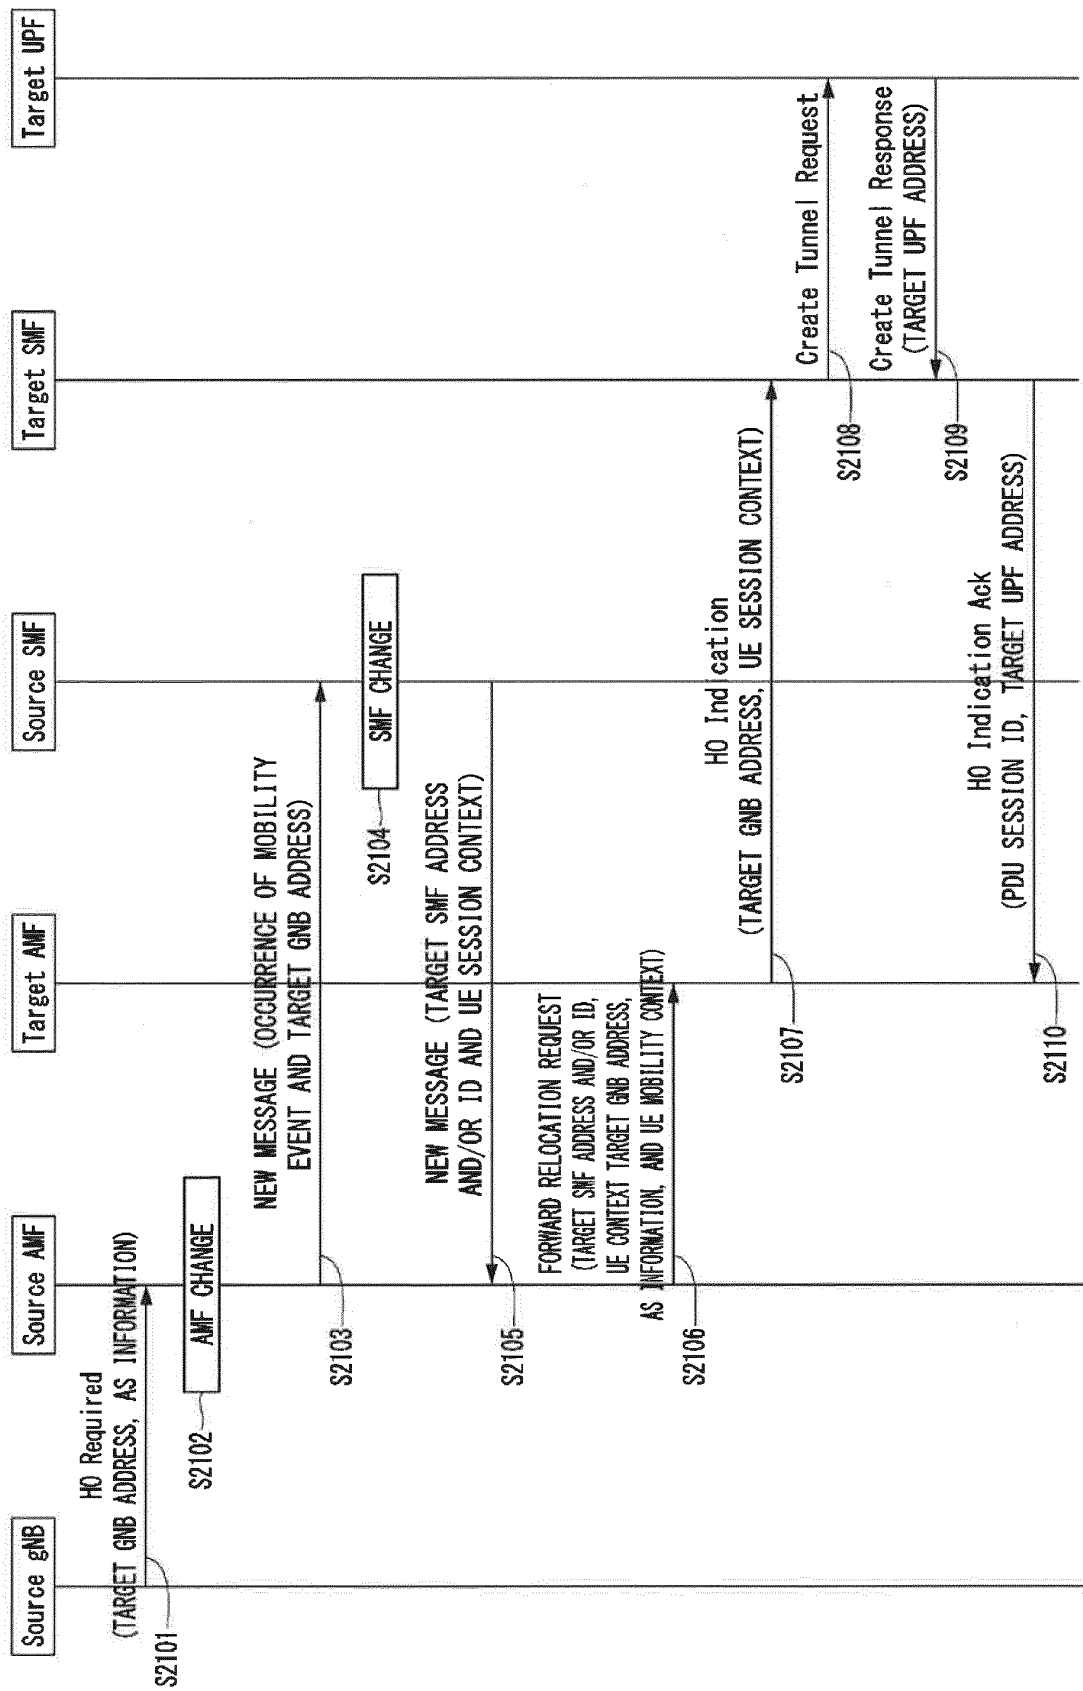 Source gNB
Source AMF
Target AMF
Source SMF
Target SMF
Target UPF
HO Required
(TARGET GNB ADDRESS, AS INFORMATION)
S2101
AMF CHANGE
S2102
NEW MESSAGE (OCCURRENCE OF MOBILITY
EVENT AND TARGET GNB ADDRESS)
S2103
SMF CHANGE
S2104
NEW MESSAGE (TARGET SMF ADDRESS
AND/OR ID AND UE SESSION CONTEXT)
S2105
FORWARD RELOCATION REQUEST
(TARGET SMF ADDRESS AND/OR ID,
UE CONTEXT TARGET GNB ADDRESS,
AS INFORMATION, AND UE MOBILITY CONTEXT)
S2106
HO Indication
(TARGET GNB ADDRESS, UE SESSION CONTEXT)
S2107
Create Tunnel Request
S2108
Create Tunnel Response
(TARGET UPF ADDRESS)
S2109
HO Indication Ack
(PDU SESSION ID, TARGET UPF ADDRESS)
S2110